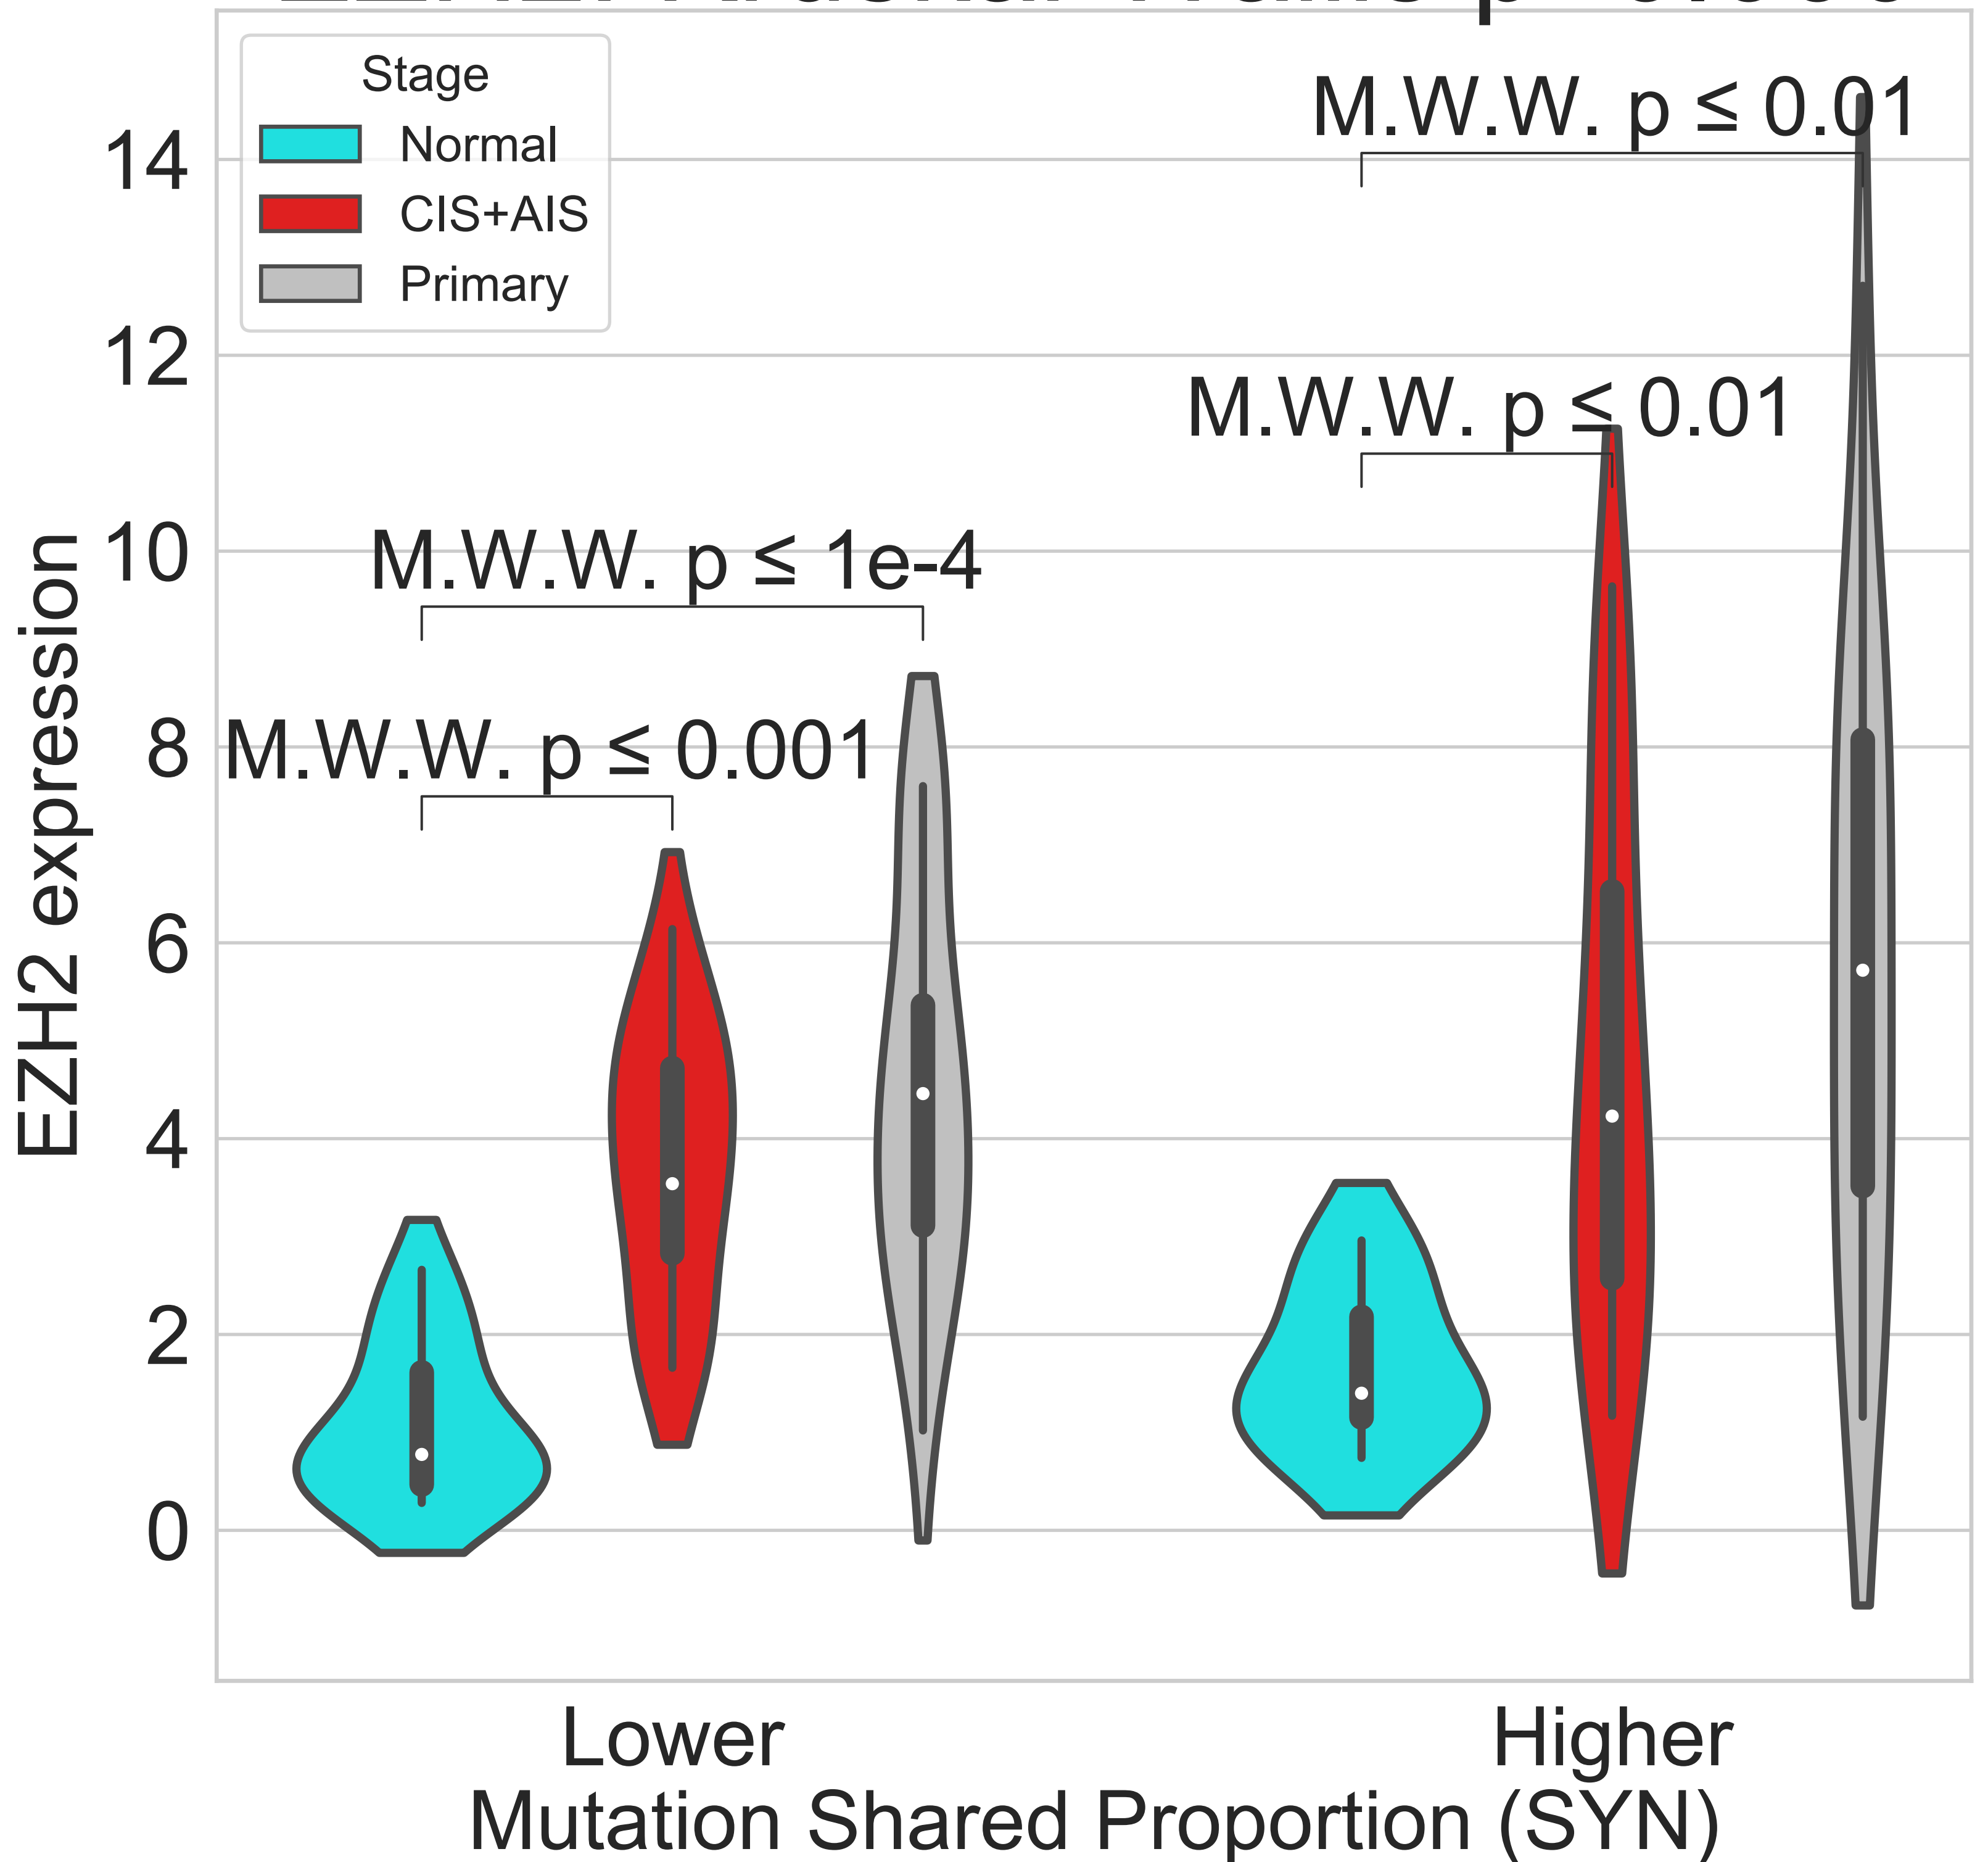 Stage
Normal
CIS+AIS
Primary
M.W.W. p ≤ 0.01
M.W.W. p ≤ 0.01
M.W.W. p ≤ 1e-4
M.W.W. p ≤ 0.001
14
12
10
8
6
4
2
0
EZH2 expression
Lower
Higher
Mutation Shared Proportion (SYN)